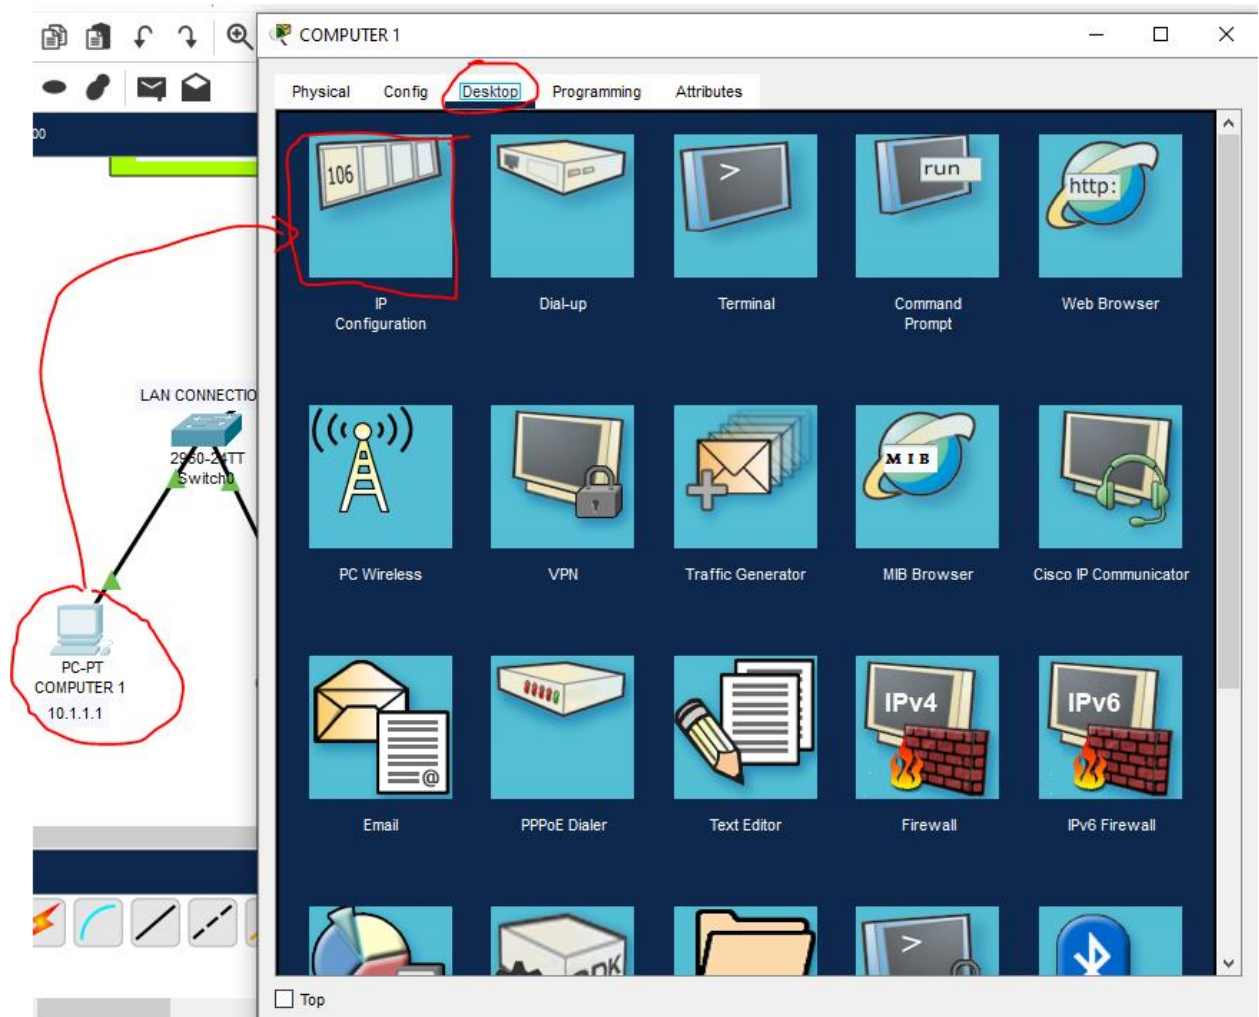 COMPUTER 1
Physical Config Desktop Programming Attributes
106
>
run
http:
IP
Configuration
Dial-up
Terminal
Command
Prompt
Web Browser
MIB
PC Wireless
VPN
Traffic Generator
MIB Browser
Cisco IP Communicator
@
IPv4
IPv6
Email
PPPoE Dialer
Text Editor
Firewall
IPv6 Firewall
>
Top
LAN CONNECTIO
2960-24TT
Switch0
PC-PT
COMPUTER 1
10.1.1.1